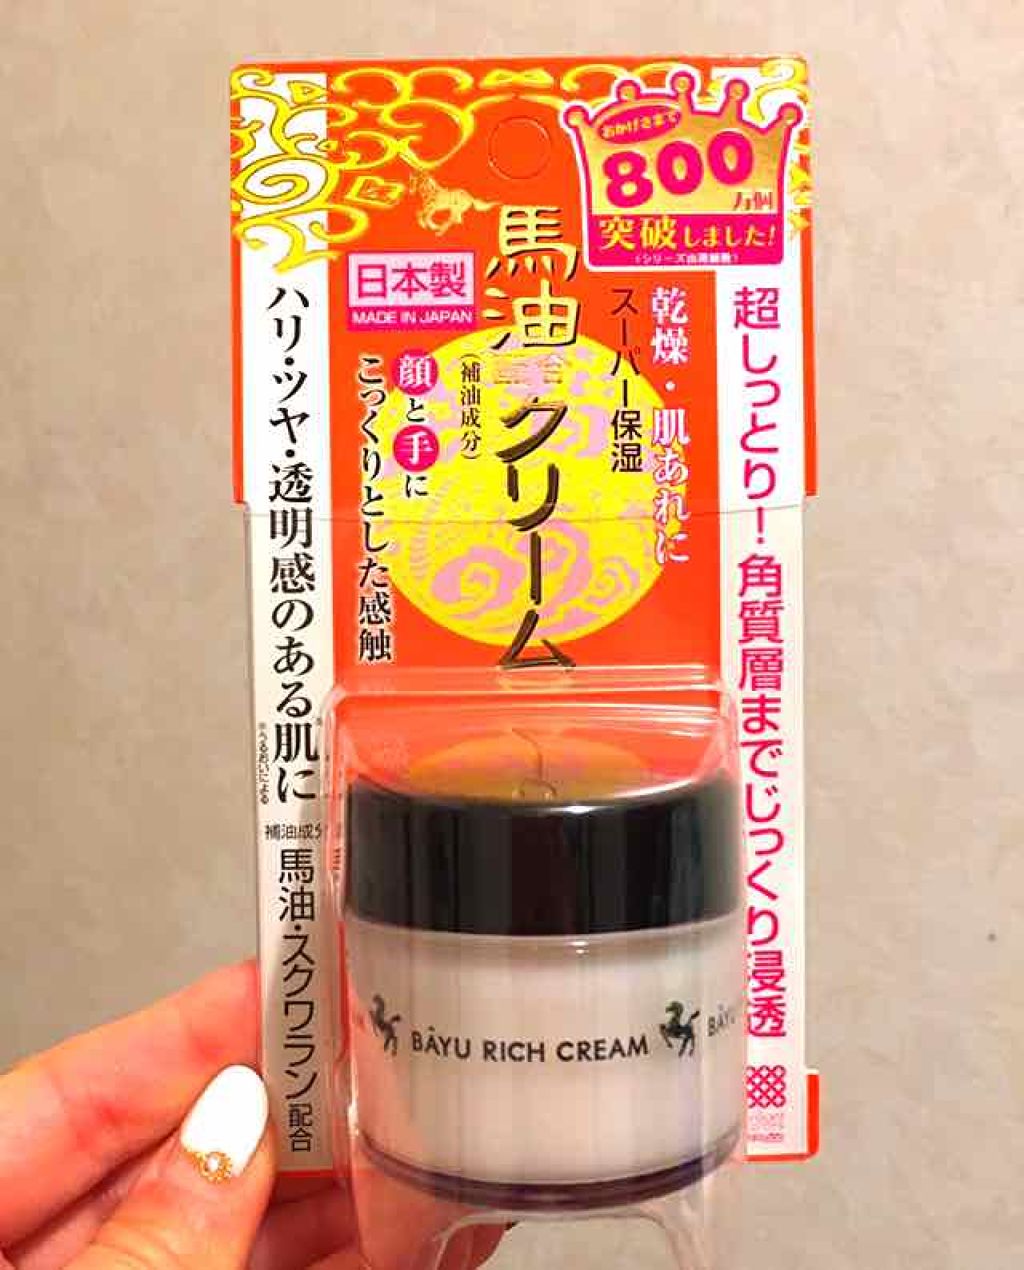 おかげさまで
800
万個
突破しました!
(シリーズ出荷個数)
超しっとり!角質層までじっくり浸透
乾燥・肌あれに
スーパー保湿
馬油
配合
クリーム
(補油成分)
日本製
MADE IN JAPAN
顔と手に
こっくりとした感触
ハリ・ツヤ・透明感のある肌に
※うるおいによる
補油成分
馬油・スクワラン配合
BÀYU RICH CREAM
BÀYU